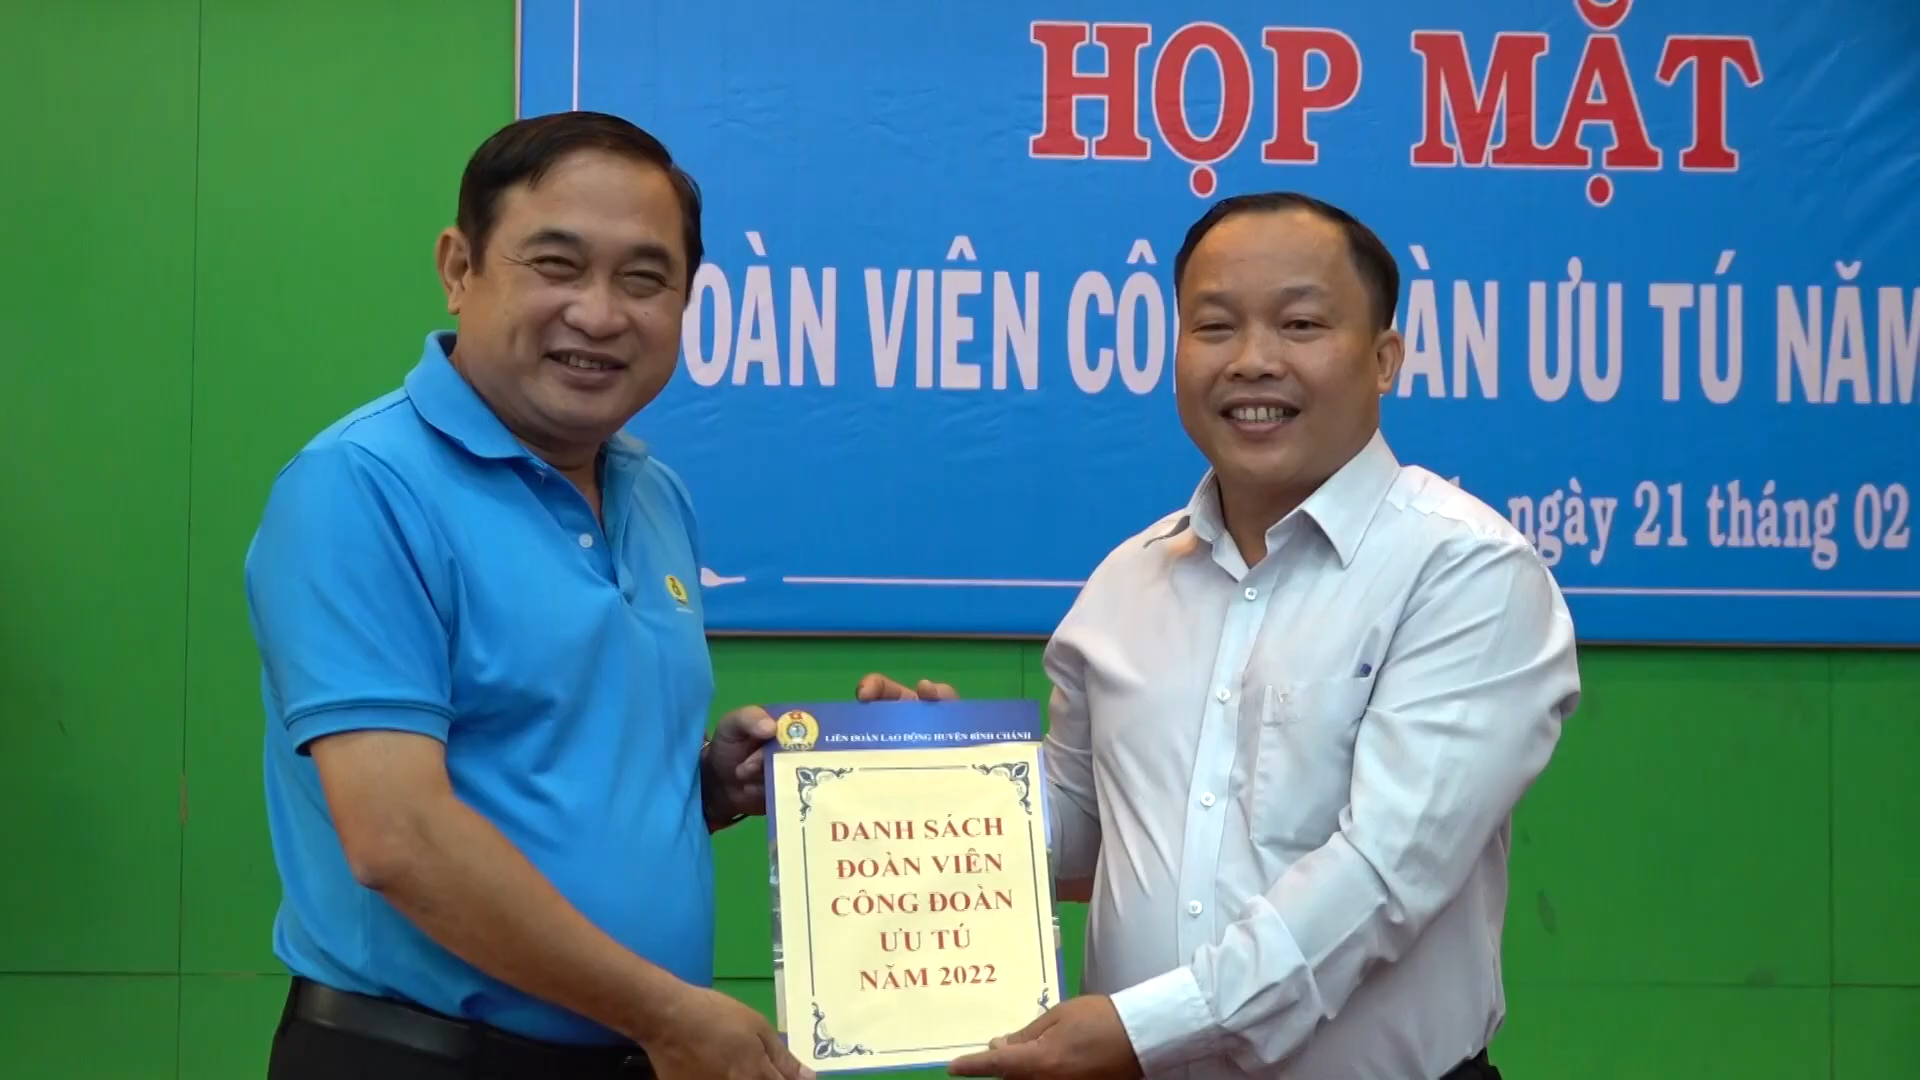 HỌP MẶT
OÀN VIÊN CÔ ÀN ƯU TÚ NĂM
ngày 21 tháng 02
LIÊN ĐOÀN LAO ĐỘNG HUYỆN BÌNH CHÁNH
DANH SÁCH
ĐOÀN VIÊN
CÔNG ĐOÀN
ƯU TÚ
NĂM 2022